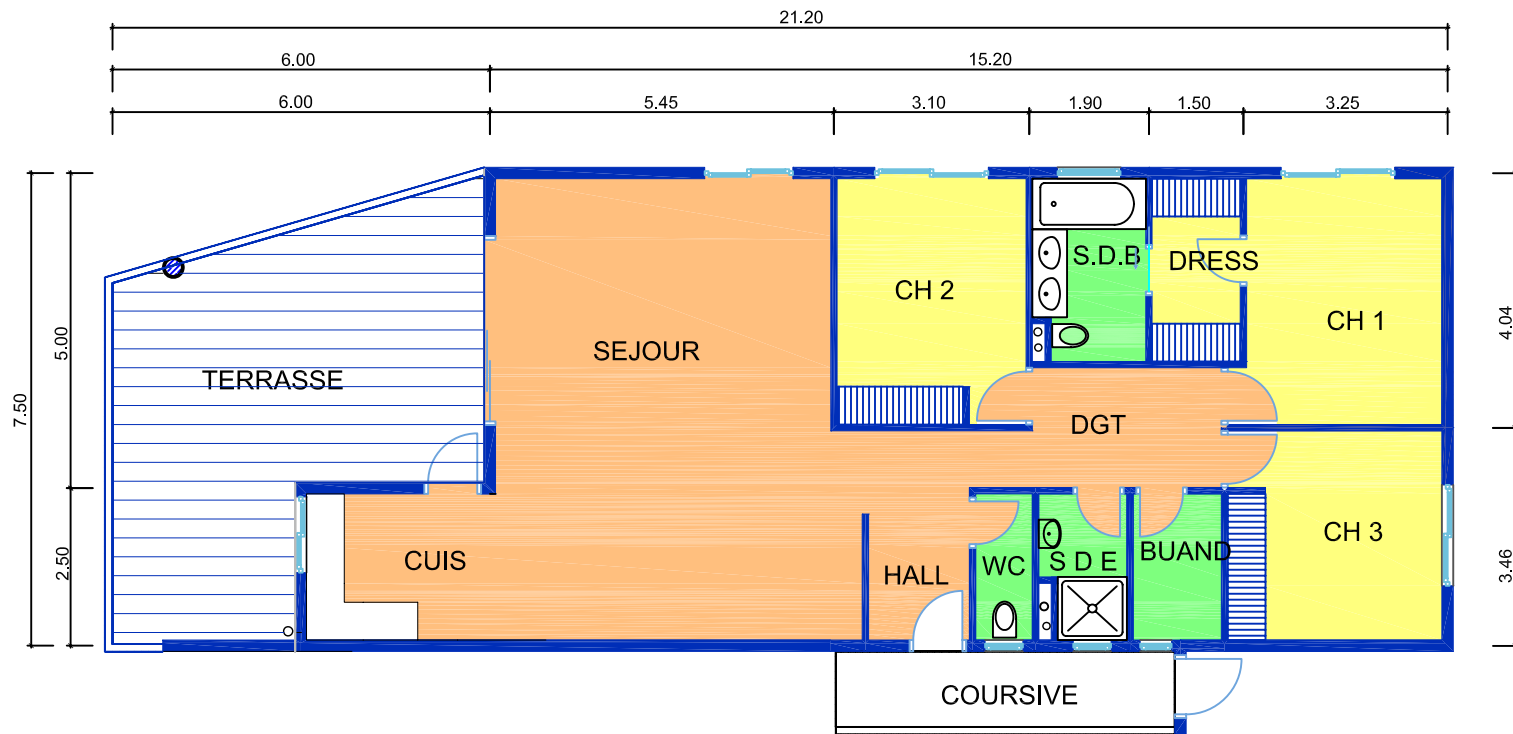 21.20
6.00
15.20
6.00
5.45
3.10
1.90
1.50
3.25
7.50
5.00
2.50
4.04
3.46
S.D.B
DRESS
CH 2
CH 1
SEJOUR
TERRASSE
DGT
CUIS
HALL
WC
S D E
BUAND
CH 3
COURSIVE